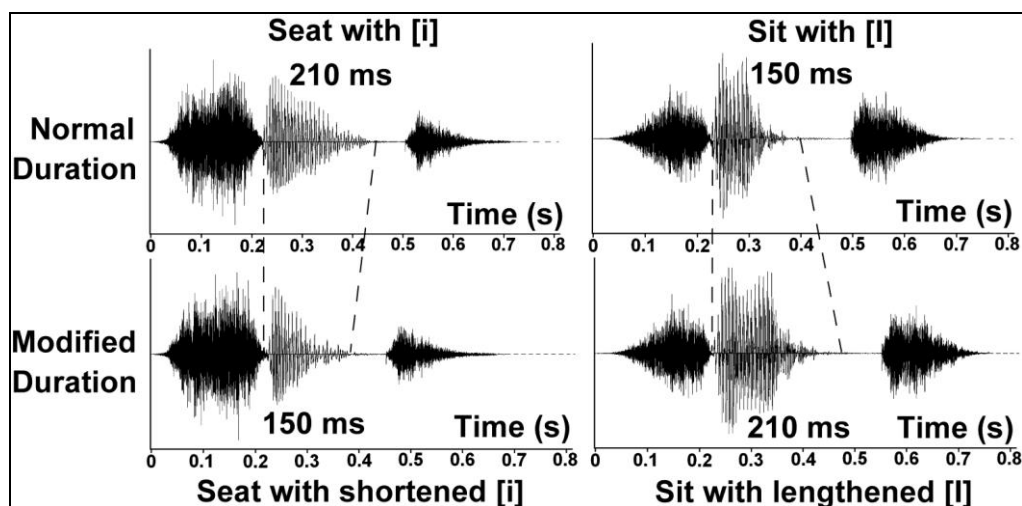 Seat with [i]
Sit with [I]
210 ms
150 ms
Normal
Duration
Time (s)
Time (s)
0 0.1 0.2 0.3 0.4 0.5 0.6 0.7 0.8
0 0.1 0.2 0.3 0.4 0.5 0.6 0.7 0.8
Modified
Duration
150 ms
Time (s)
210 ms
Time (s)
0 0.1 0.2 0.3 0.4 0.5 0.6 0.7 0.8
0 0.1 0.2 0.3 0.4 0.5 0.6 0.7 0.8
Seat with shortened [i]
Sit with lengthened [I]